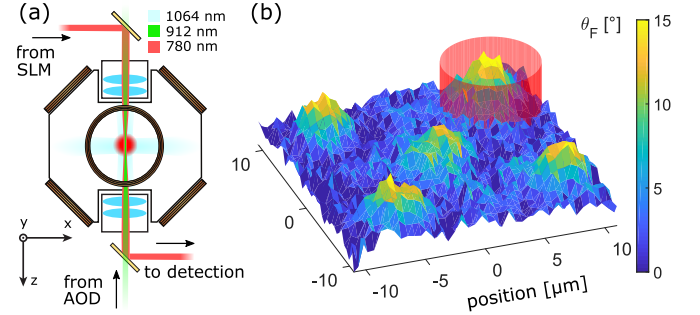 (a)
1064 nm
912 nm
780 nm
from
SLM
y
x
z
from
AOD
to detection
(b)
θF [°]
15
10
5
0
10
0
-10
-10
-5
0
5
10
position [µm]